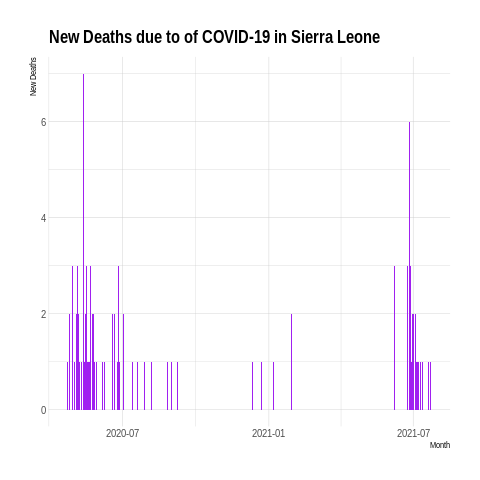 New Deaths due to of COVID-19 in Sierra Leone
New Deaths
6
4
2
0
2020-07
2021-01
2021-07
Month